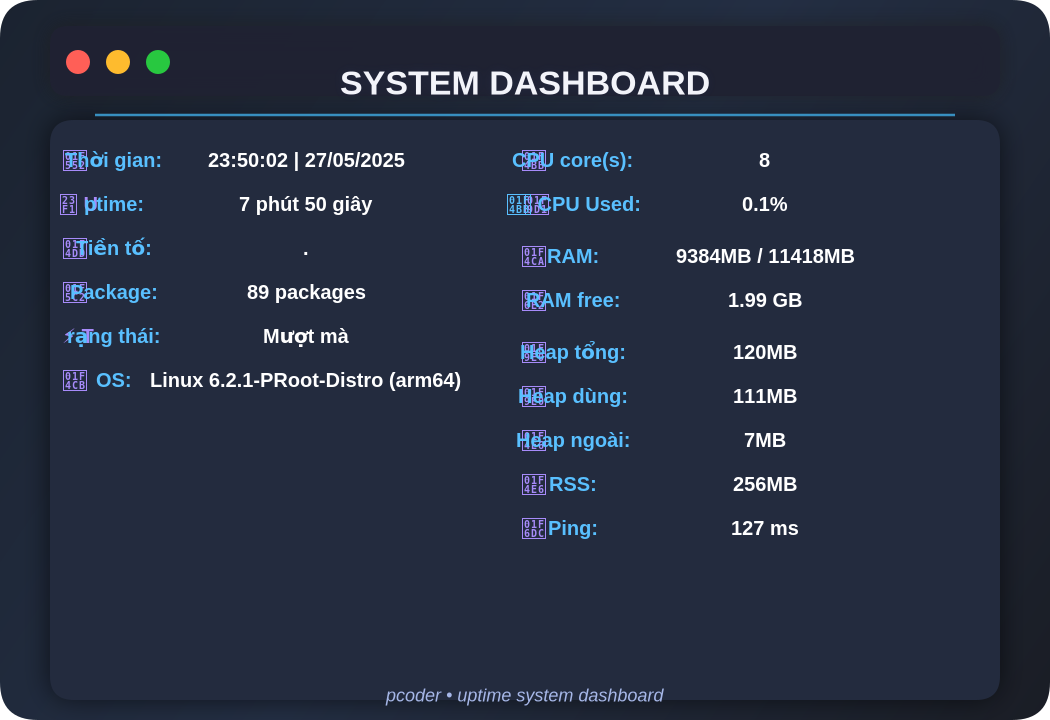 SYSTEM DASHBOARD
Thời gian: 23:50:02 | 27/05/2025
Uptime: 7 phút 50 giây
Tiền tố: .
Package: 89 packages
Trạng thái: Mượt mà
OS: Linux 6.2.1-PRoot-Distro (arm64)
CPU core(s): 8
CPU Used: 0.1%
RAM: 9384MB / 11418MB
RAM free: 1.99 GB
Heap tổng: 120MB
Heap dùng: 111MB
Heap ngoài: 7MB
RSS: 256MB
Ping: 127 ms
pcoder • uptime system dashboard